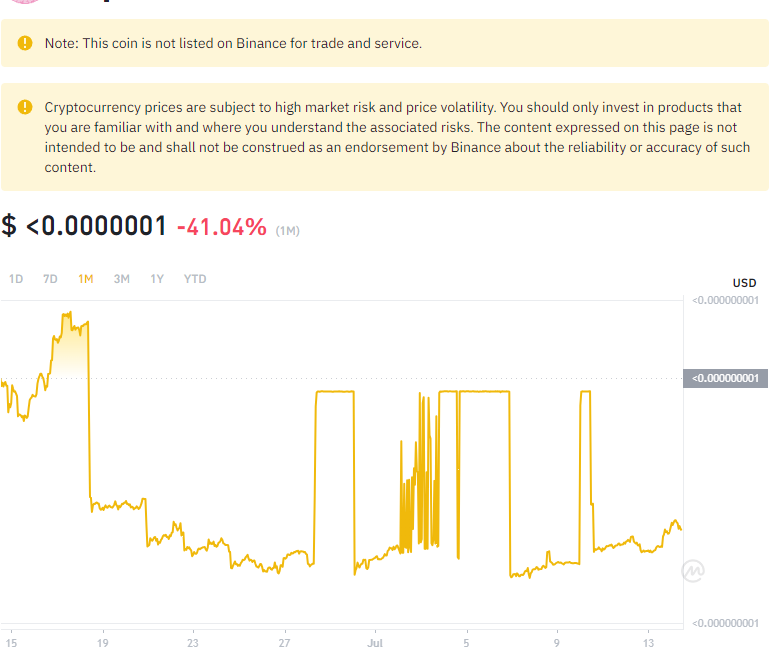 Note: This coin is not listed on Binance for trade and service.
Cryptocurrency prices are subject to high market risk and price volatility. You should only invest in products that
you are familiar with and where you understand the associated risks. The content expressed on this page is not
intended to be and shall not be construed as an endorsement by Binance about the reliability or accuracy of such
content.
$ <0.0000001 -41.04% (1M)
1D 7D 1M 3M 1Y YTD
USD
<0.000000001
<0.000000001
<0.000000001
15 19 23 27 Jul 5 9 13